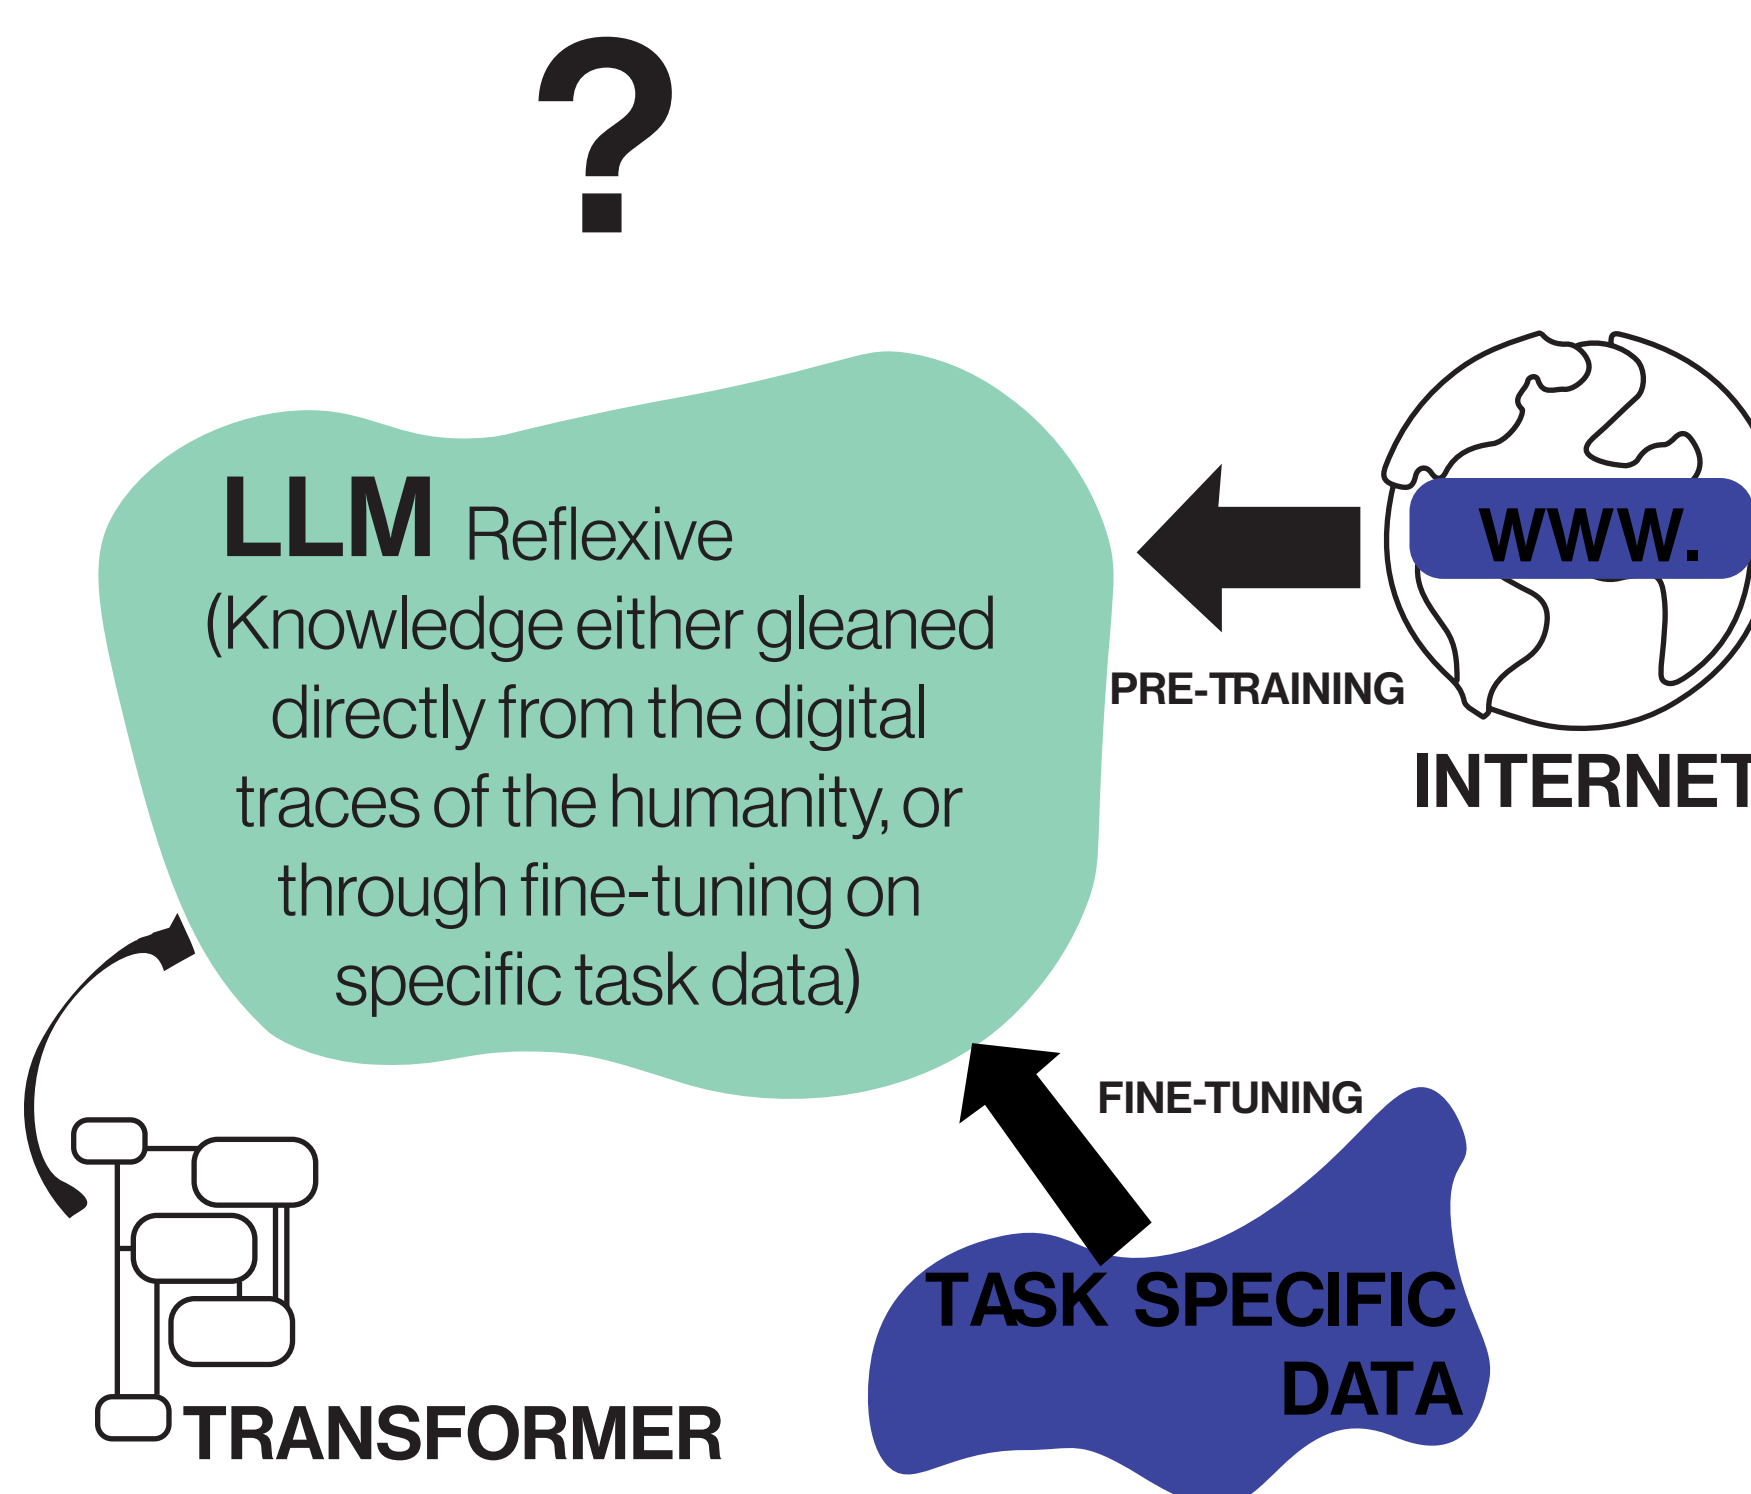 ?
LLM Reflexive
(Knowledge either gleaned
directly from the digital
traces of the humanity, or
through fine-tuning on
specific task data)
WWW.
PRE-TRAINING
INTERNET
FINE-TUNING
TASK SPECIFIC
DATA
TRANSFORMER